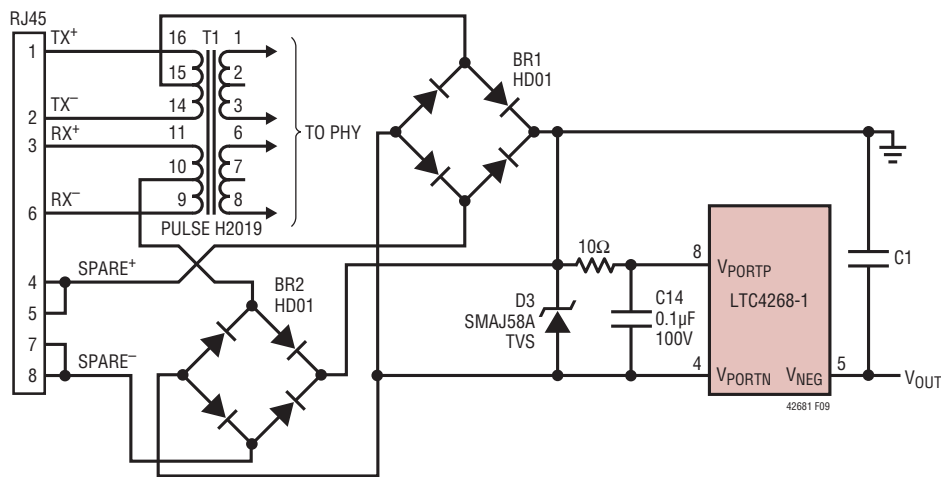 RJ45
1
TX+
2
TX−
3
RX+
6
RX−
4
SPARE+
5
7
8
SPARE−
16
T1
1
15
2
14
3
11
6
10
7
9
8
PULSE H2019
TO PHY
BR1
HD01
BR2
HD01
10Ω
D3
SMAJ58A
TVS
C14
0.1µF
100V
8
VPORTP
LTC4268-1
4
VPORTN
VNEG
5
C1
VOUT
42681 F09